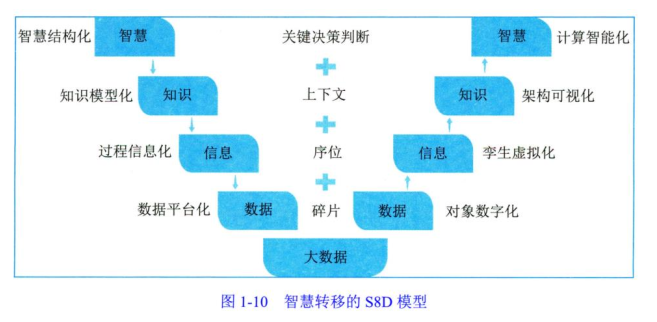 智慧结构化 智慧 关键决策判断 智慧 计算智能化
知识模型化 知识 上下文 知识 架构可视化
过程信息化 信息 序位 信息 孪生虚拟化
数据平台化 数据 碎片 数据 对象数字化
大数据
图 1-10 智慧转移的 S8D 模型